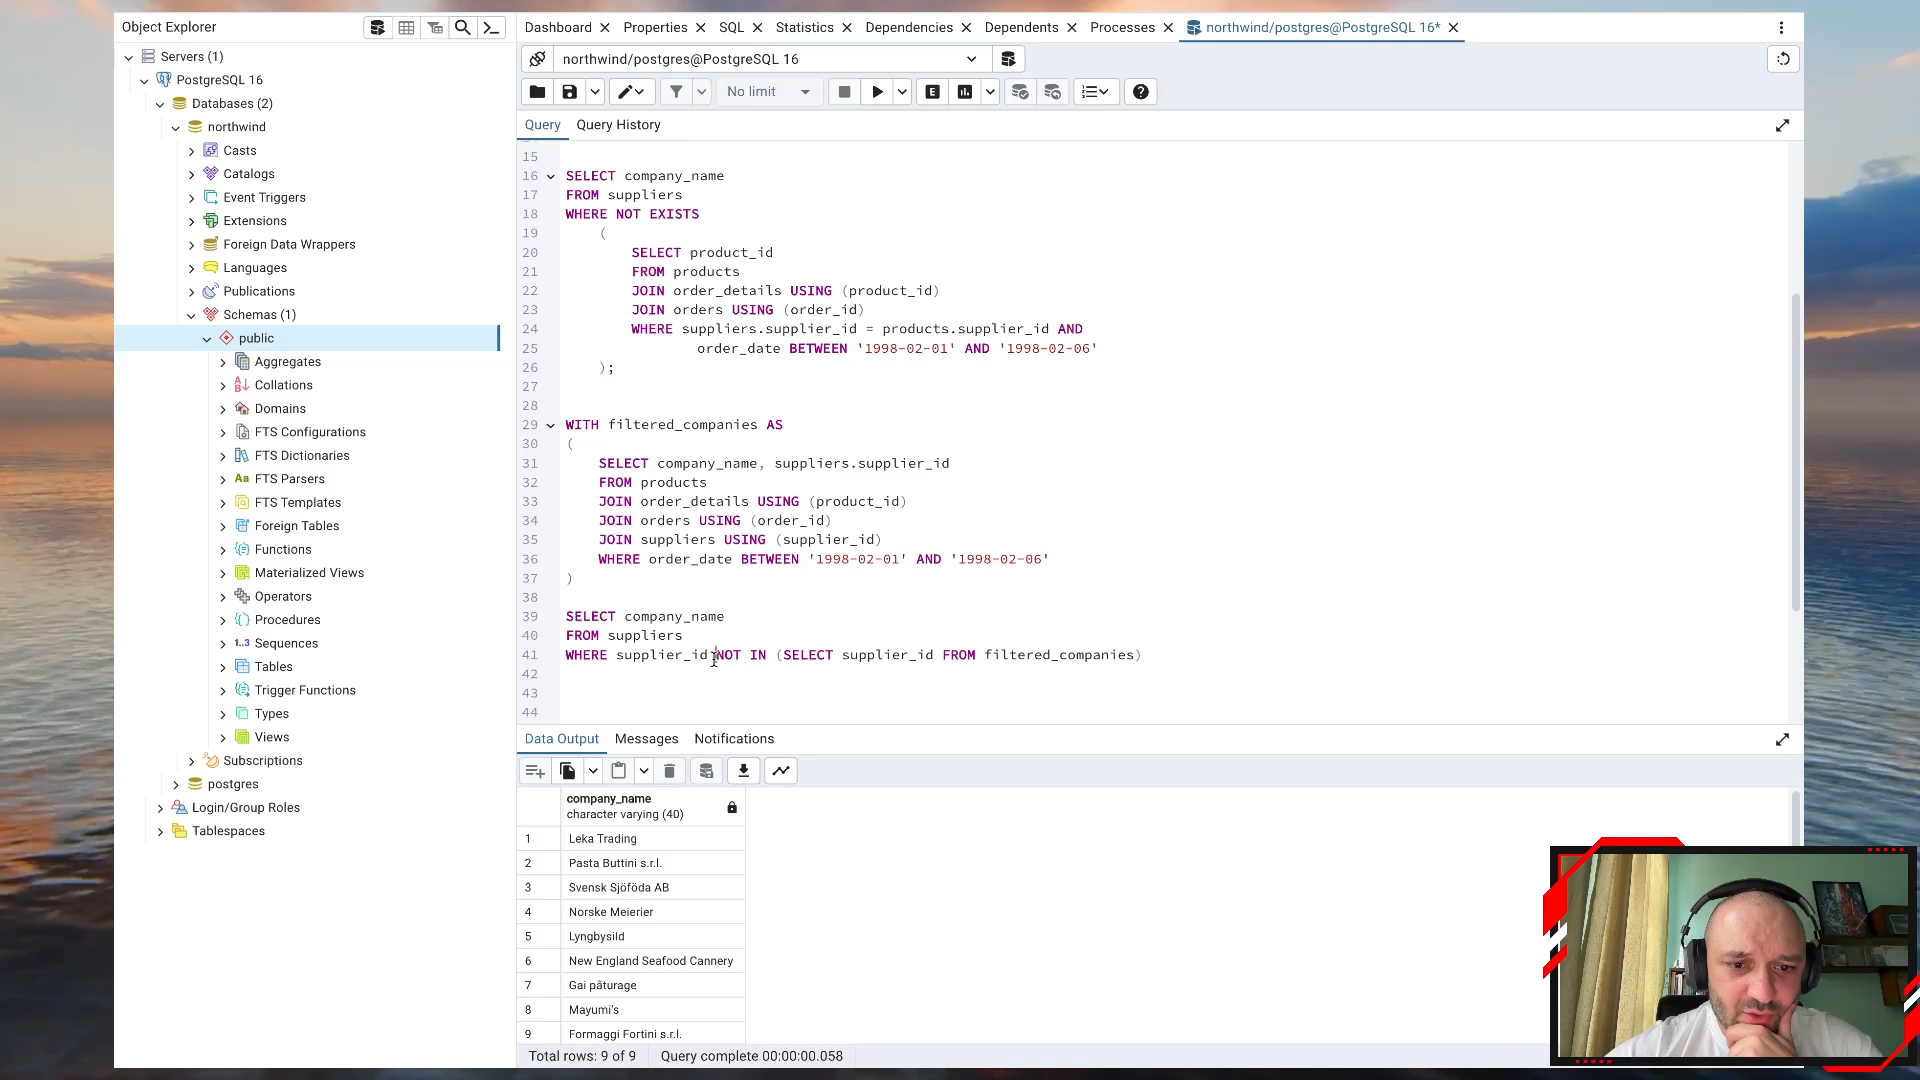 Object Explorer
Dashboard
Properties
SQL
Statistics
Dependencies
Dependents
Processes
northwind/postgres@PostgreSQL 16*
Servers (1)
PostgreSQL 16
Databases (2)
northwind
Casts
Catalogs
Event Triggers
Extensions
Foreign Data Wrappers
Languages
Publications
Schemas (1)
public
Aggregates
Collations
Domains
FTS Configurations
FTS Dictionaries
Aa FTS Parsers
FTS Templates
Foreign Tables
Functions
Materialized Views
Operators
Procedures
1..3 Sequences
Tables
Trigger Functions
Types
Views
Subscriptions
postgres
Login/Group Roles
Tablespaces
northwind/postgres@PostgreSQL 16
No limit
E
Query
Query History
15
16 SELECT company_name
17 FROM suppliers
18 WHERE NOT EXISTS
19 (
20 SELECT product_id
21 FROM products
22 JOIN order_details USING (product_id)
23 JOIN orders USING (order_id)
24 WHERE suppliers.supplier_id = products.supplier_id AND
25 order_date BETWEEN '1998-02-01' AND '1998-02-06'
26 );
27
28
29 WITH filtered_companies AS
30 (
31 SELECT company_name, suppliers.supplier_id
32 FROM products
33 JOIN order_details USING (product_id)
34 JOIN orders USING (order_id)
35 JOIN suppliers USING (supplier_id)
36 WHERE order_date BETWEEN '1998-02-01' AND '1998-02-06'
37 )
38
39 SELECT company_name
40 FROM suppliers
41 WHERE supplier_id NOT IN (SELECT supplier_id FROM filtered_companies)
42
43
44
Data Output
Messages
Notifications
company_name
character varying (40)
1 Leka Trading
2 Pasta Buttini s.r.l.
3 Svensk Sjöföda AB
4 Norske Meierier
5 Lyngbysild
6 New England Seafood Cannery
7 Gai pâturage
8 Mayumi's
9 Formaggi Fortini s.r.l.
Total rows: 9 of 9
Query complete 00:00:00.058